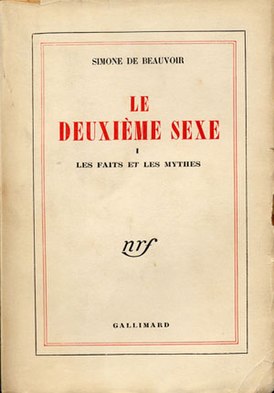 SIMONE DE BEAUVOIR
LE
DEUXIÈME SEXE
I
LES FAITS ET LES MYTHES
nrf
GALLIMARD